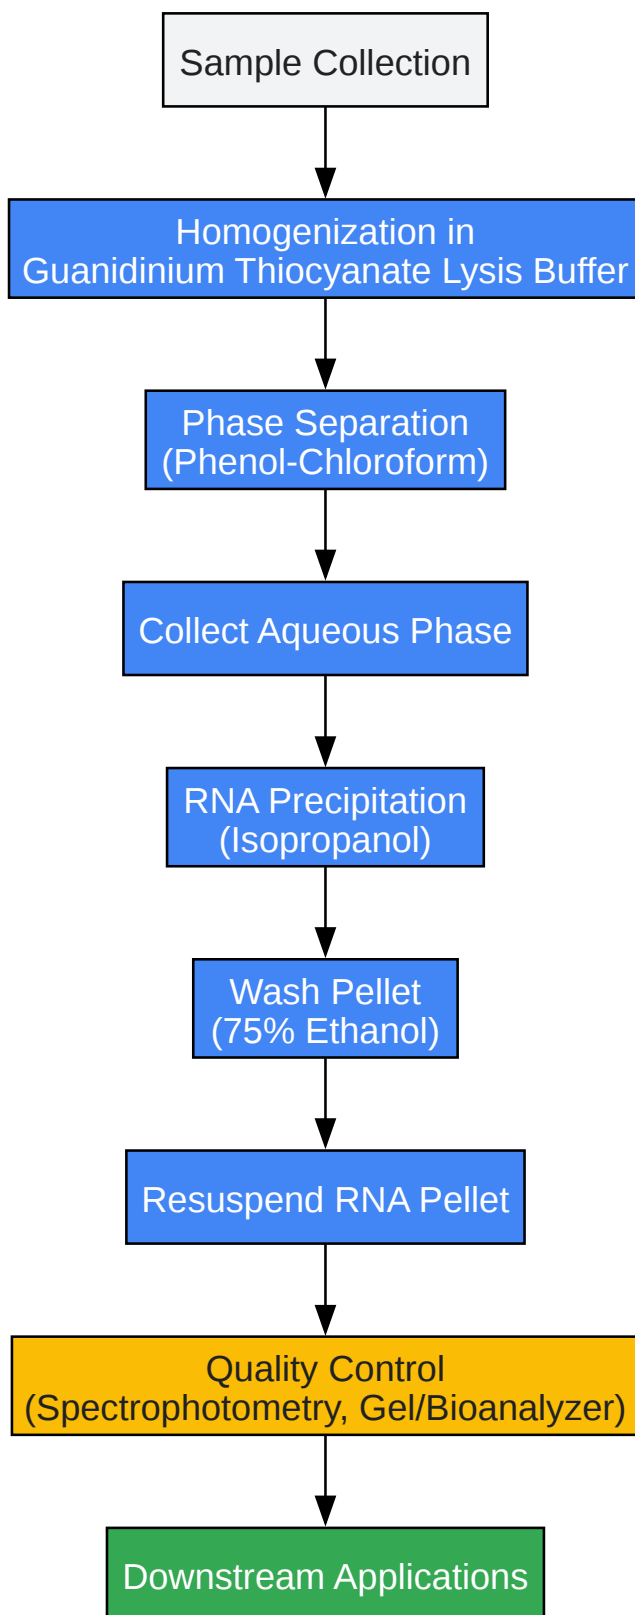 Sample Collection
Homogenization in
Guanidinium Thiocyanate Lysis Buffer
Phase Separation
(Phenol-Chloroform)
Collect Aqueous Phase
RNA Precipitation
(Isopropanol)
Wash Pellet
(75% Ethanol)
Resuspend RNA Pellet
Quality Control
(Spectrophotometry, Gel/Bioanalyzer)
Downstream Applications